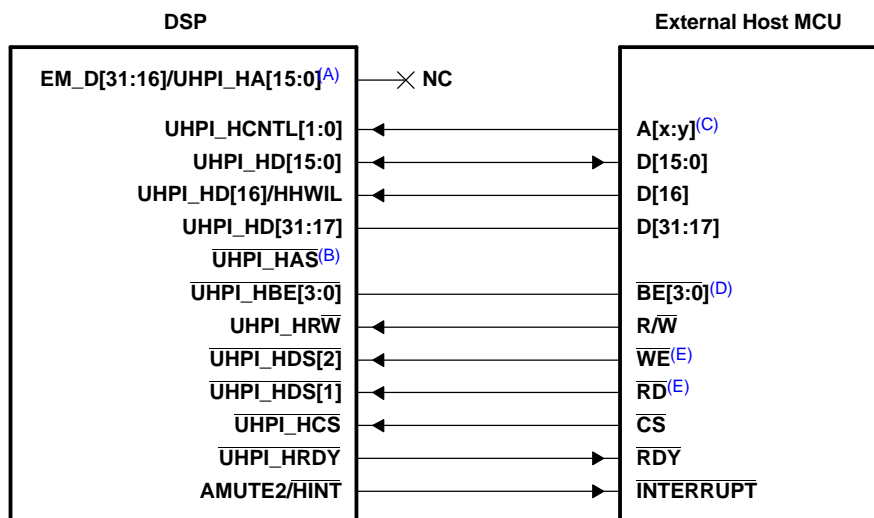 DSP External Host MCU
EM_D[31:16]/UHPI_HA[15:0](A) NC
UHPI_HCNTL[1:0] A[x:y](C)
UHPI_HD[15:0] D[15:0]
UHPI_HD[16]/HHWIL D[16]
UHPI_HD[31:17] D[31:17]
UHPI_HAS(B)
UHPI_HBE[3:0] BE[3:0](D)
UHPI_HRW R/W
UHPI_HDS[2] WE(E)
UHPI_HDS[1] RD(E)
UHPI_HCS CS
UHPI_HRDY RDY
AMUTE2/HINT INTERRUPT